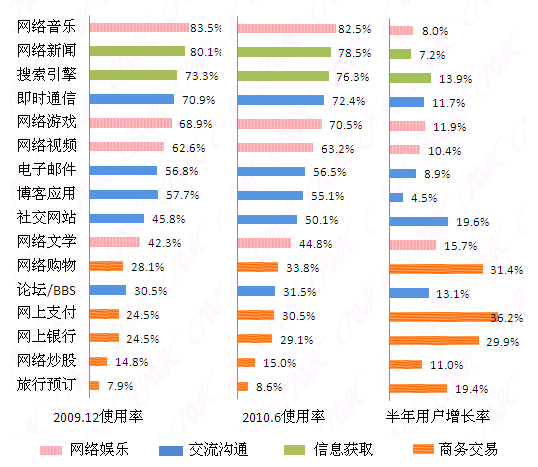 网络音乐 83.5% 82.5% 8.0%
网络新闻 80.1% 78.5% 7.2%
搜索引擎 73.3% 76.3% 13.9%
即时通信 70.9% 72.4% 11.7%
网络游戏 68.9% 70.5% 11.9%
网络视频 62.6% 63.2% 10.4%
电子邮件 56.8% 56.5% 8.9%
博客应用 57.7% 55.1% 4.5%
社交网站 45.8% 50.1% 19.6%
网络文学 42.3% 44.8% 15.7%
网络购物 28.1% 33.8% 31.4%
论坛/BBS 30.5% 31.5% 13.1%
网上支付 24.5% 30.5% 36.2%
网上银行 24.5% 29.1% 29.9%
网络炒股 14.8% 15.0% 11.0%
旅行预订 7.9% 8.6% 19.4%
2009.12使用率 2010.6使用率 半年用户增长率
网络娱乐 交流沟通 信息获取 商务交易